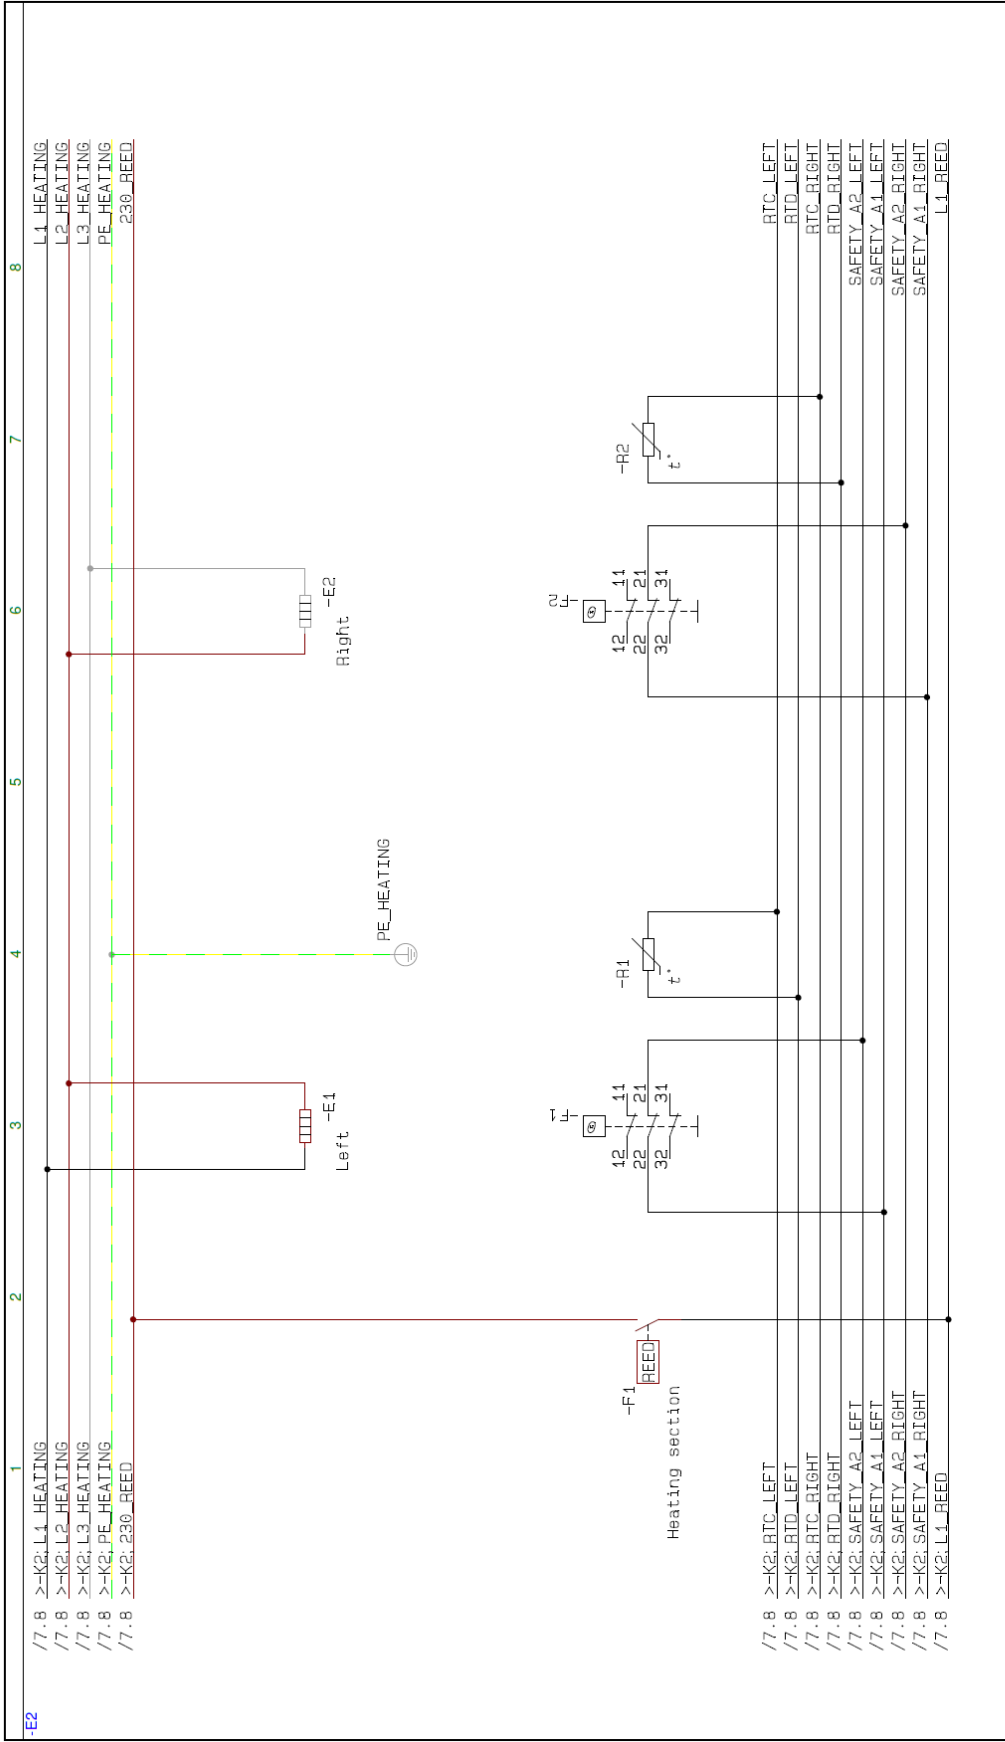 1 2 3 4 5 6 7 8
-E2
/7.8 >-K2:L1_HEATING L1_HEATING
/7.8 >-K2:L2_HEATING L2_HEATING
/7.8 >-K2:L3_HEATING L3_HEATING
/7.8 >-K2:PE_HEATING PE_HEATING
/7.8 >-K2:230_REED 230_REED
-E1
Left
-E2
Right
PE_HEATING
-F1
REED
Heating section
-F1
12 11
22 21
32 31
-R1
t°
-F2
12 11
22 21
32 31
-R2
t°
/7.8 >-K2:RTC_LEFT RTC_LEFT
/7.8 >-K2:RTD_LEFT RTD_LEFT
/7.8 >-K2:RTC_RIGHT RTC_RIGHT
/7.8 >-K2:RTD_RIGHT RTD_RIGHT
/7.8 >-K2:SAFETY_A2_LEFT SAFETY_A2_LEFT
/7.8 >-K2:SAFETY_A1_LEFT SAFETY_A1_LEFT
/7.8 >-K2:SAFETY_A2_RIGHT SAFETY_A2_RIGHT
/7.8 >-K2:SAFETY_A1_RIGHT SAFETY_A1_RIGHT
/7.8 >-K2:L1_REED L1_REED